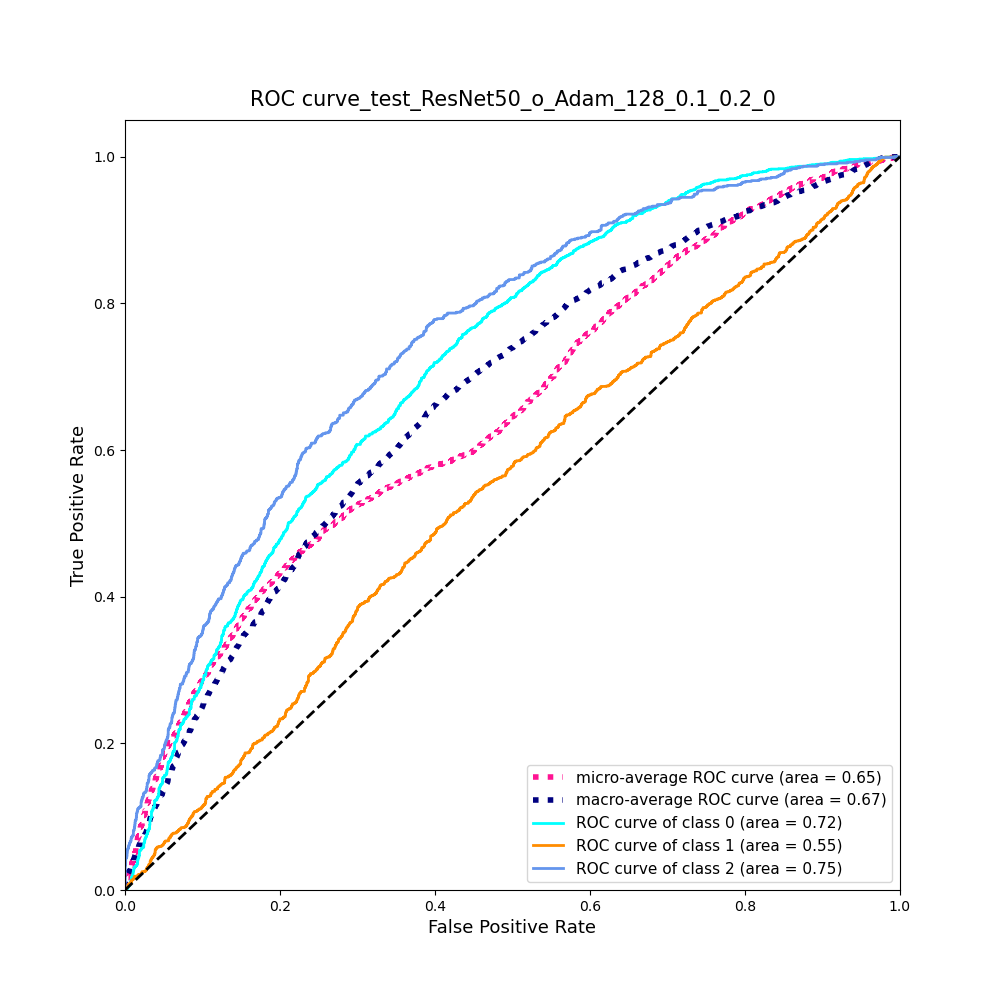 ROC curve_test_ResNet50_o_Adam_128_0.1_0.2_0
True Positive Rate
1.0
0.8
0.6
0.4
0.2
0.0
micro-average ROC curve (area = 0.65)
macro-average ROC curve (area = 0.67)
ROC curve of class 0 (area = 0.72)
ROC curve of class 1 (area = 0.55)
ROC curve of class 2 (area = 0.75)
0.0 0.2 0.4 0.6 0.8 1.0
False Positive Rate